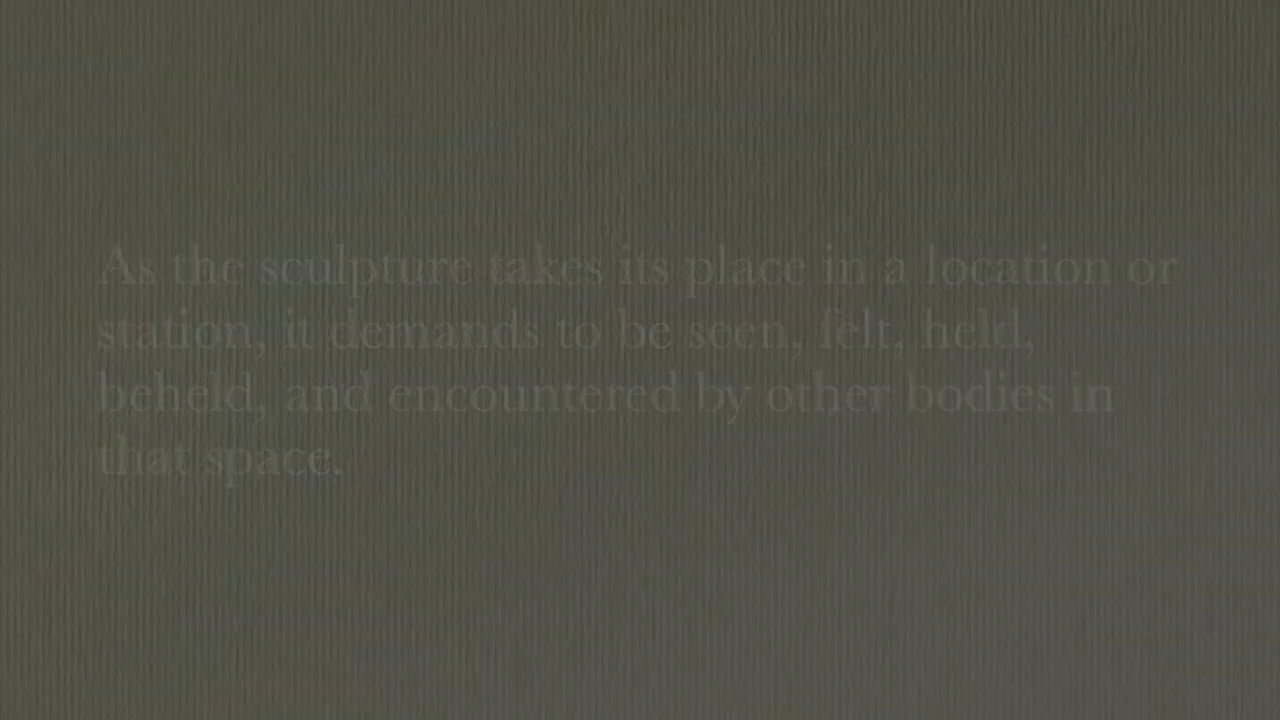 As the sculpture takes its place in a location or
station, it demands to be seen, felt, held,
beheld, and encountered by other bodies in
that space.